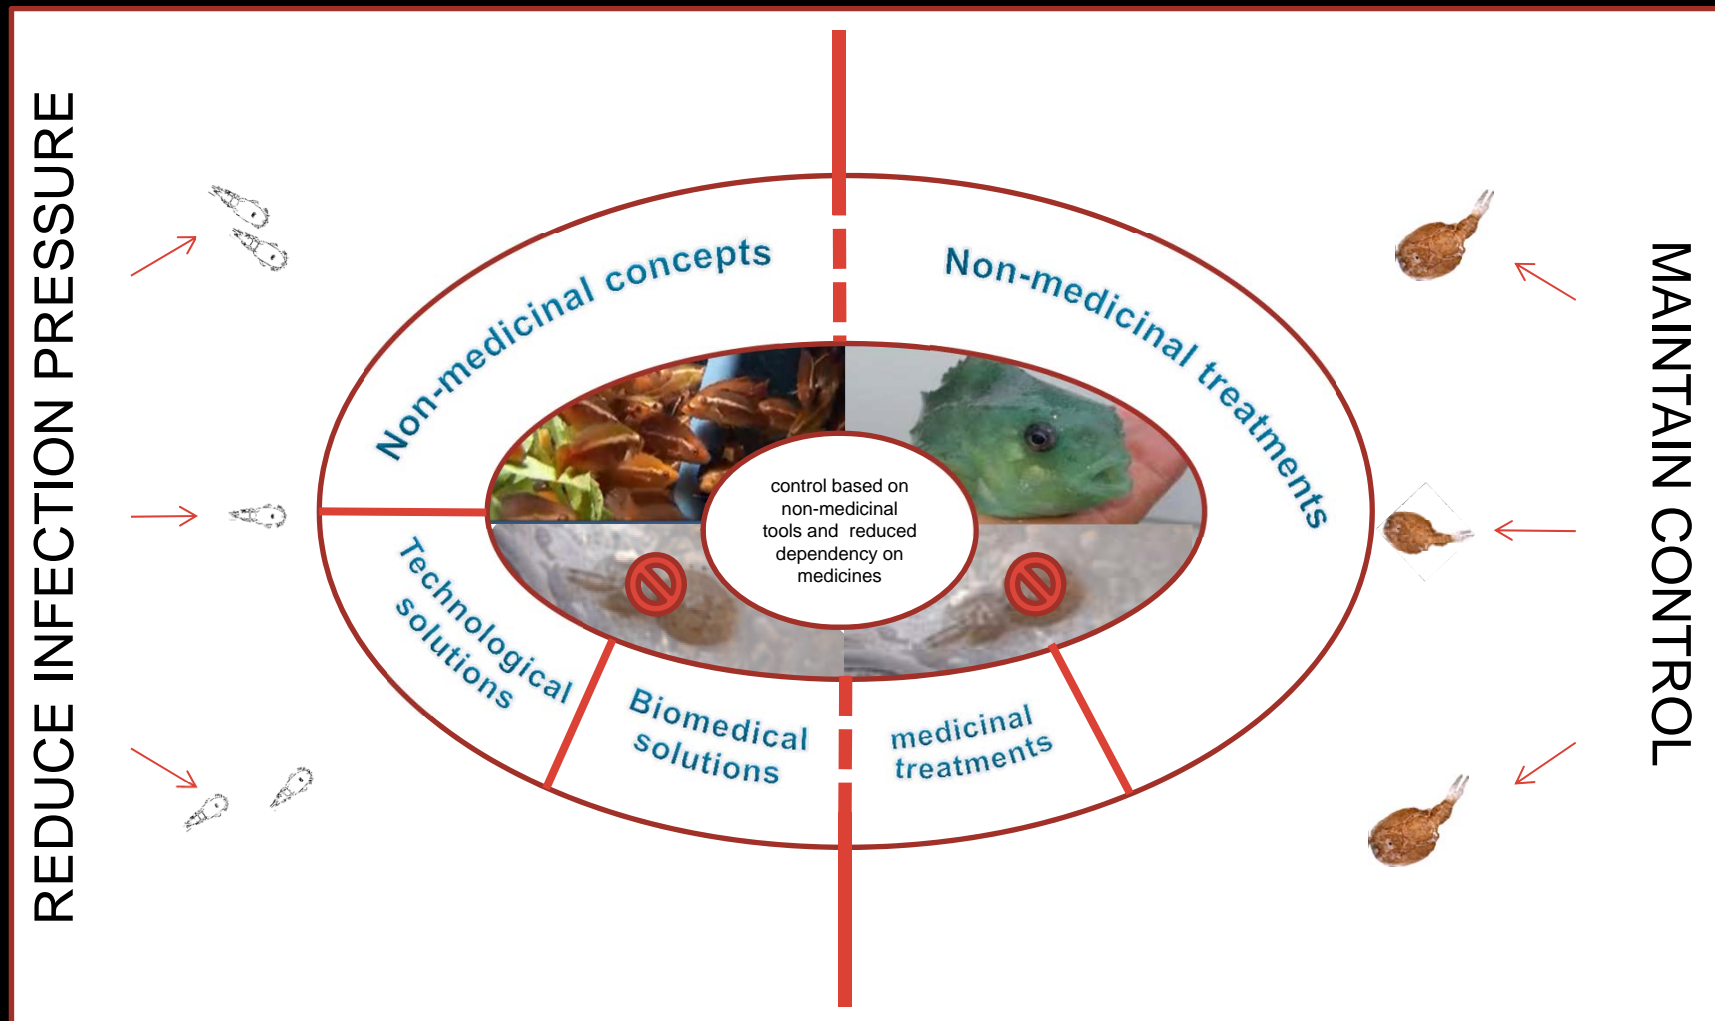 REDUCE INFECTION PRESSURE
Non-medicinal concepts
Non-medicinal treatments
MAINTAIN CONTROL
control based on
non-medicinal
tools and reduced
dependency on
medicines
Technological
solutions
Biomedical
solutions
medicinal
treatments